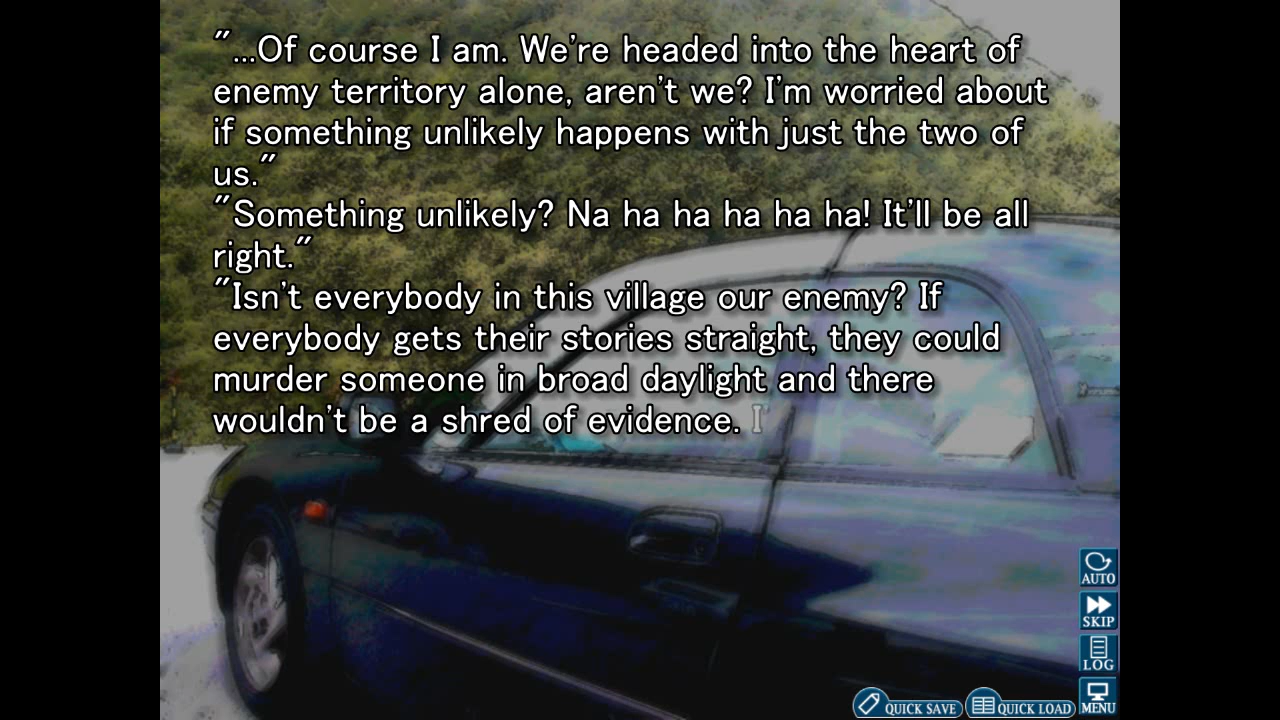 "...Of course I am. We're headed into the heart of
enemy territory alone, aren't we? I'm worried about
if something unlikely happens with just the two of
us."
"Something unlikely? Na ha ha ha ha ha! It'll be all
right."
"Isn't everybody in this village our enemy? If
everybody gets their stories straight, they could
murder someone in broad daylight and there
wouldn't be a shred of evidence. I'
AUTO
SKIP
LOG
QUICK SAVE
QUICK LOAD
MENU